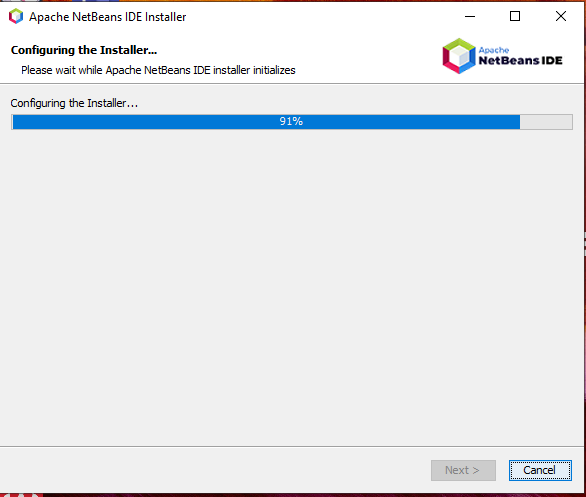 Apache NetBeans IDE Installer
Configuring the Installer...
Please wait while Apache NetBeans IDE installer initializes
Apache
NetBeans IDE
Configuring the Installer...
91%
Next >
Cancel